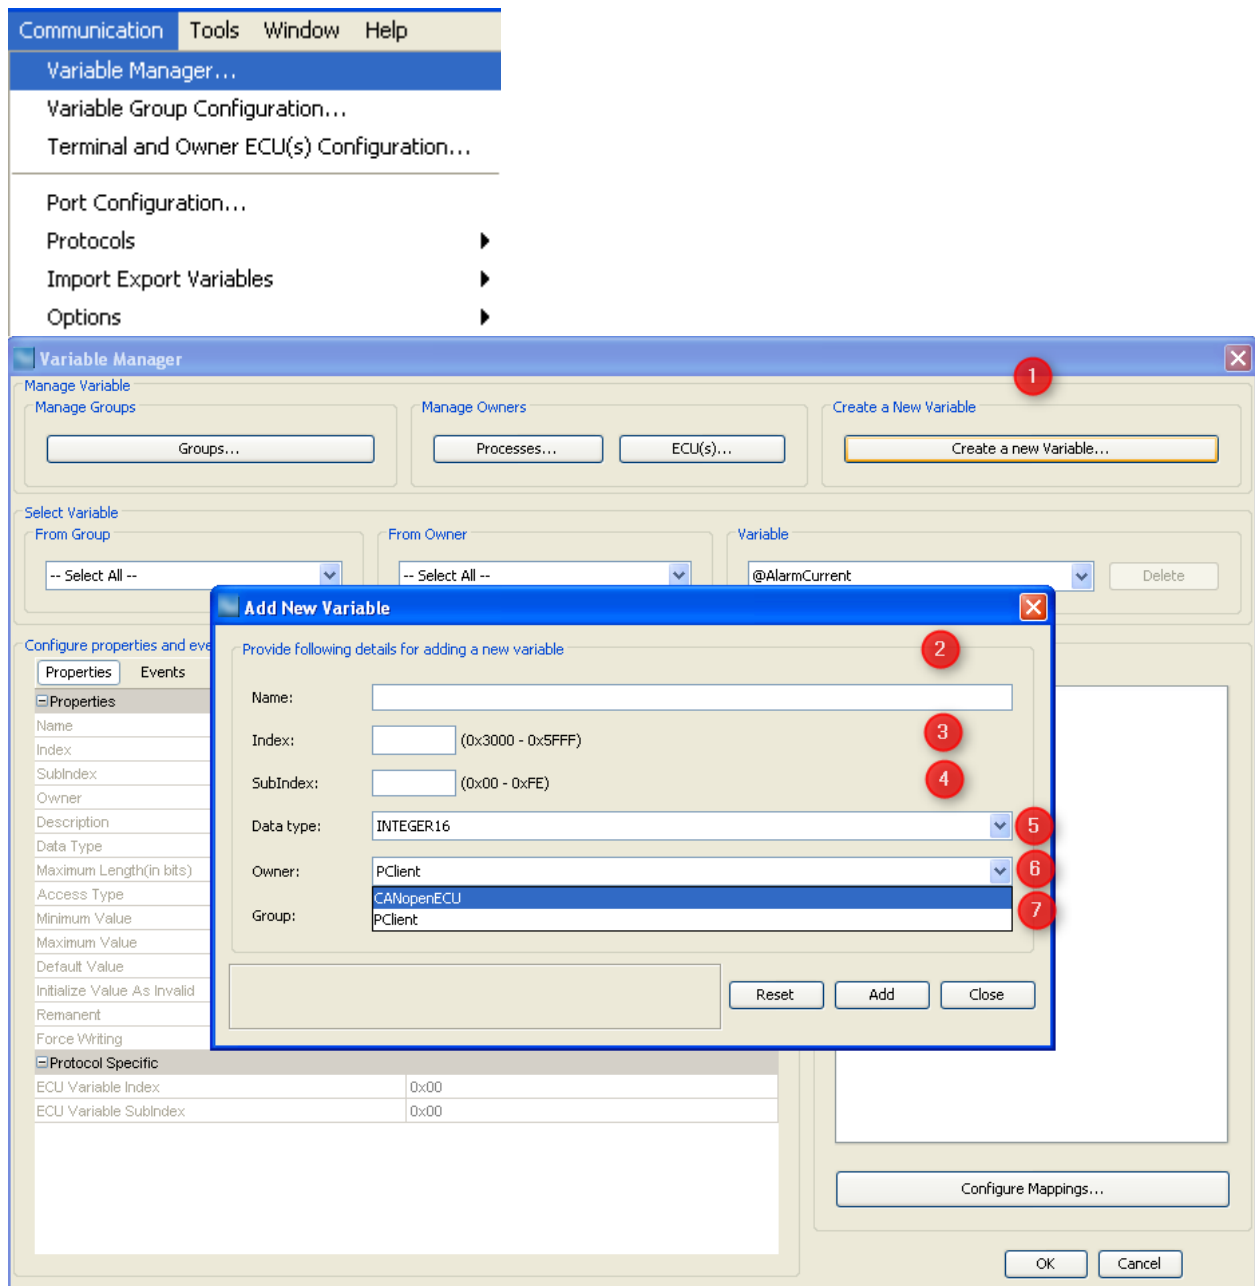 Communication Tools Window Help
Variable Manager...
Variable Group Configuration...
Terminal and Owner ECU(s) Configuration...
Port Configuration...
Protocols
Import Export Variables
Options
Variable Manager
1
Manage Variable
Manage Groups Manage Owners Create a New Variable
Groups... Processes... ECU(s)... Create a new Variable...
Select Variable
From Group From Owner Variable
-- Select All -- -- Select All -- @AlarmCurrent Delete
Add New Variable
Configure properties and eve
Provide following details for adding a new variable 2
Properties Events
Properties
Name
Index
SubIndex
Owner
Description
Data Type
Maximum Length(in bits)
Access Type
Minimum Value
Maximum Value
Default Value
Initialize Value As Invalid
Remanent
Force Writing
Name:
Index: (0x3000 - 0x5FFF) 3
SubIndex: (0x00 - 0xFE) 4
Data type: INTEGER16 5
Owner: PClient 6
CANopenECU
Group: PClient 7
Reset Add Close
Protocol Specific
ECU Variable Index 0x00
ECU Variable SubIndex 0x00
Configure Mappings...
OK Cancel